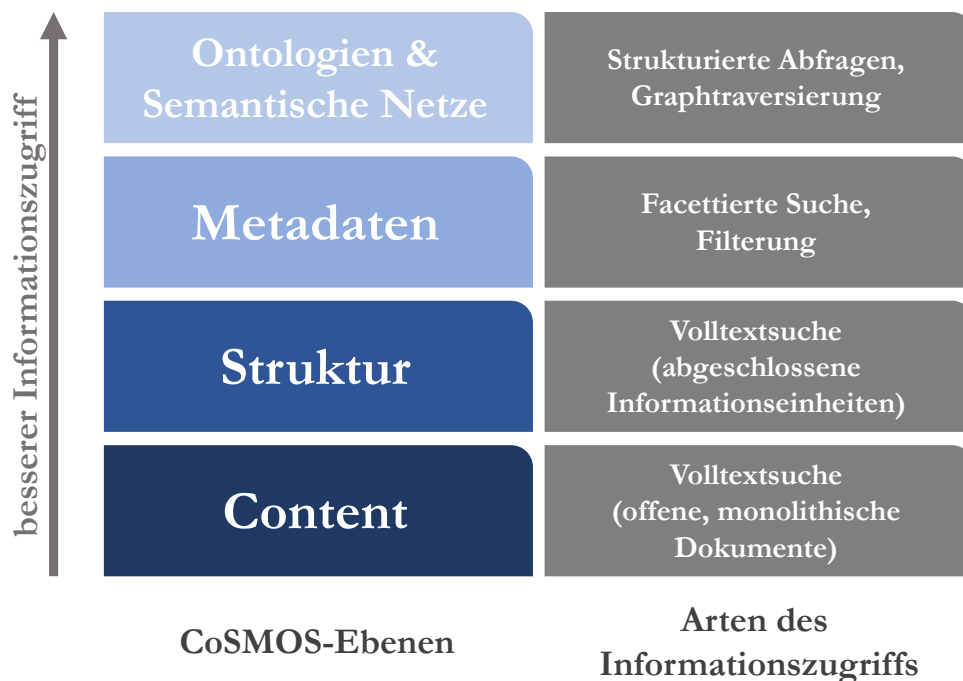 besserer Informationszugriff
Ontologien &
Semantische Netze
Strukturierte Abfragen,
Graphtraversierung
Metadaten
Facettierte Suche,
Filterung
Struktur
Volltextsuche
(abgeschlossene
Informationseinheiten)
Content
Volltextsuche
(offene, monolithische
Dokumente)
CoSMOS-Ebenen
Arten des
Informationszugriffs